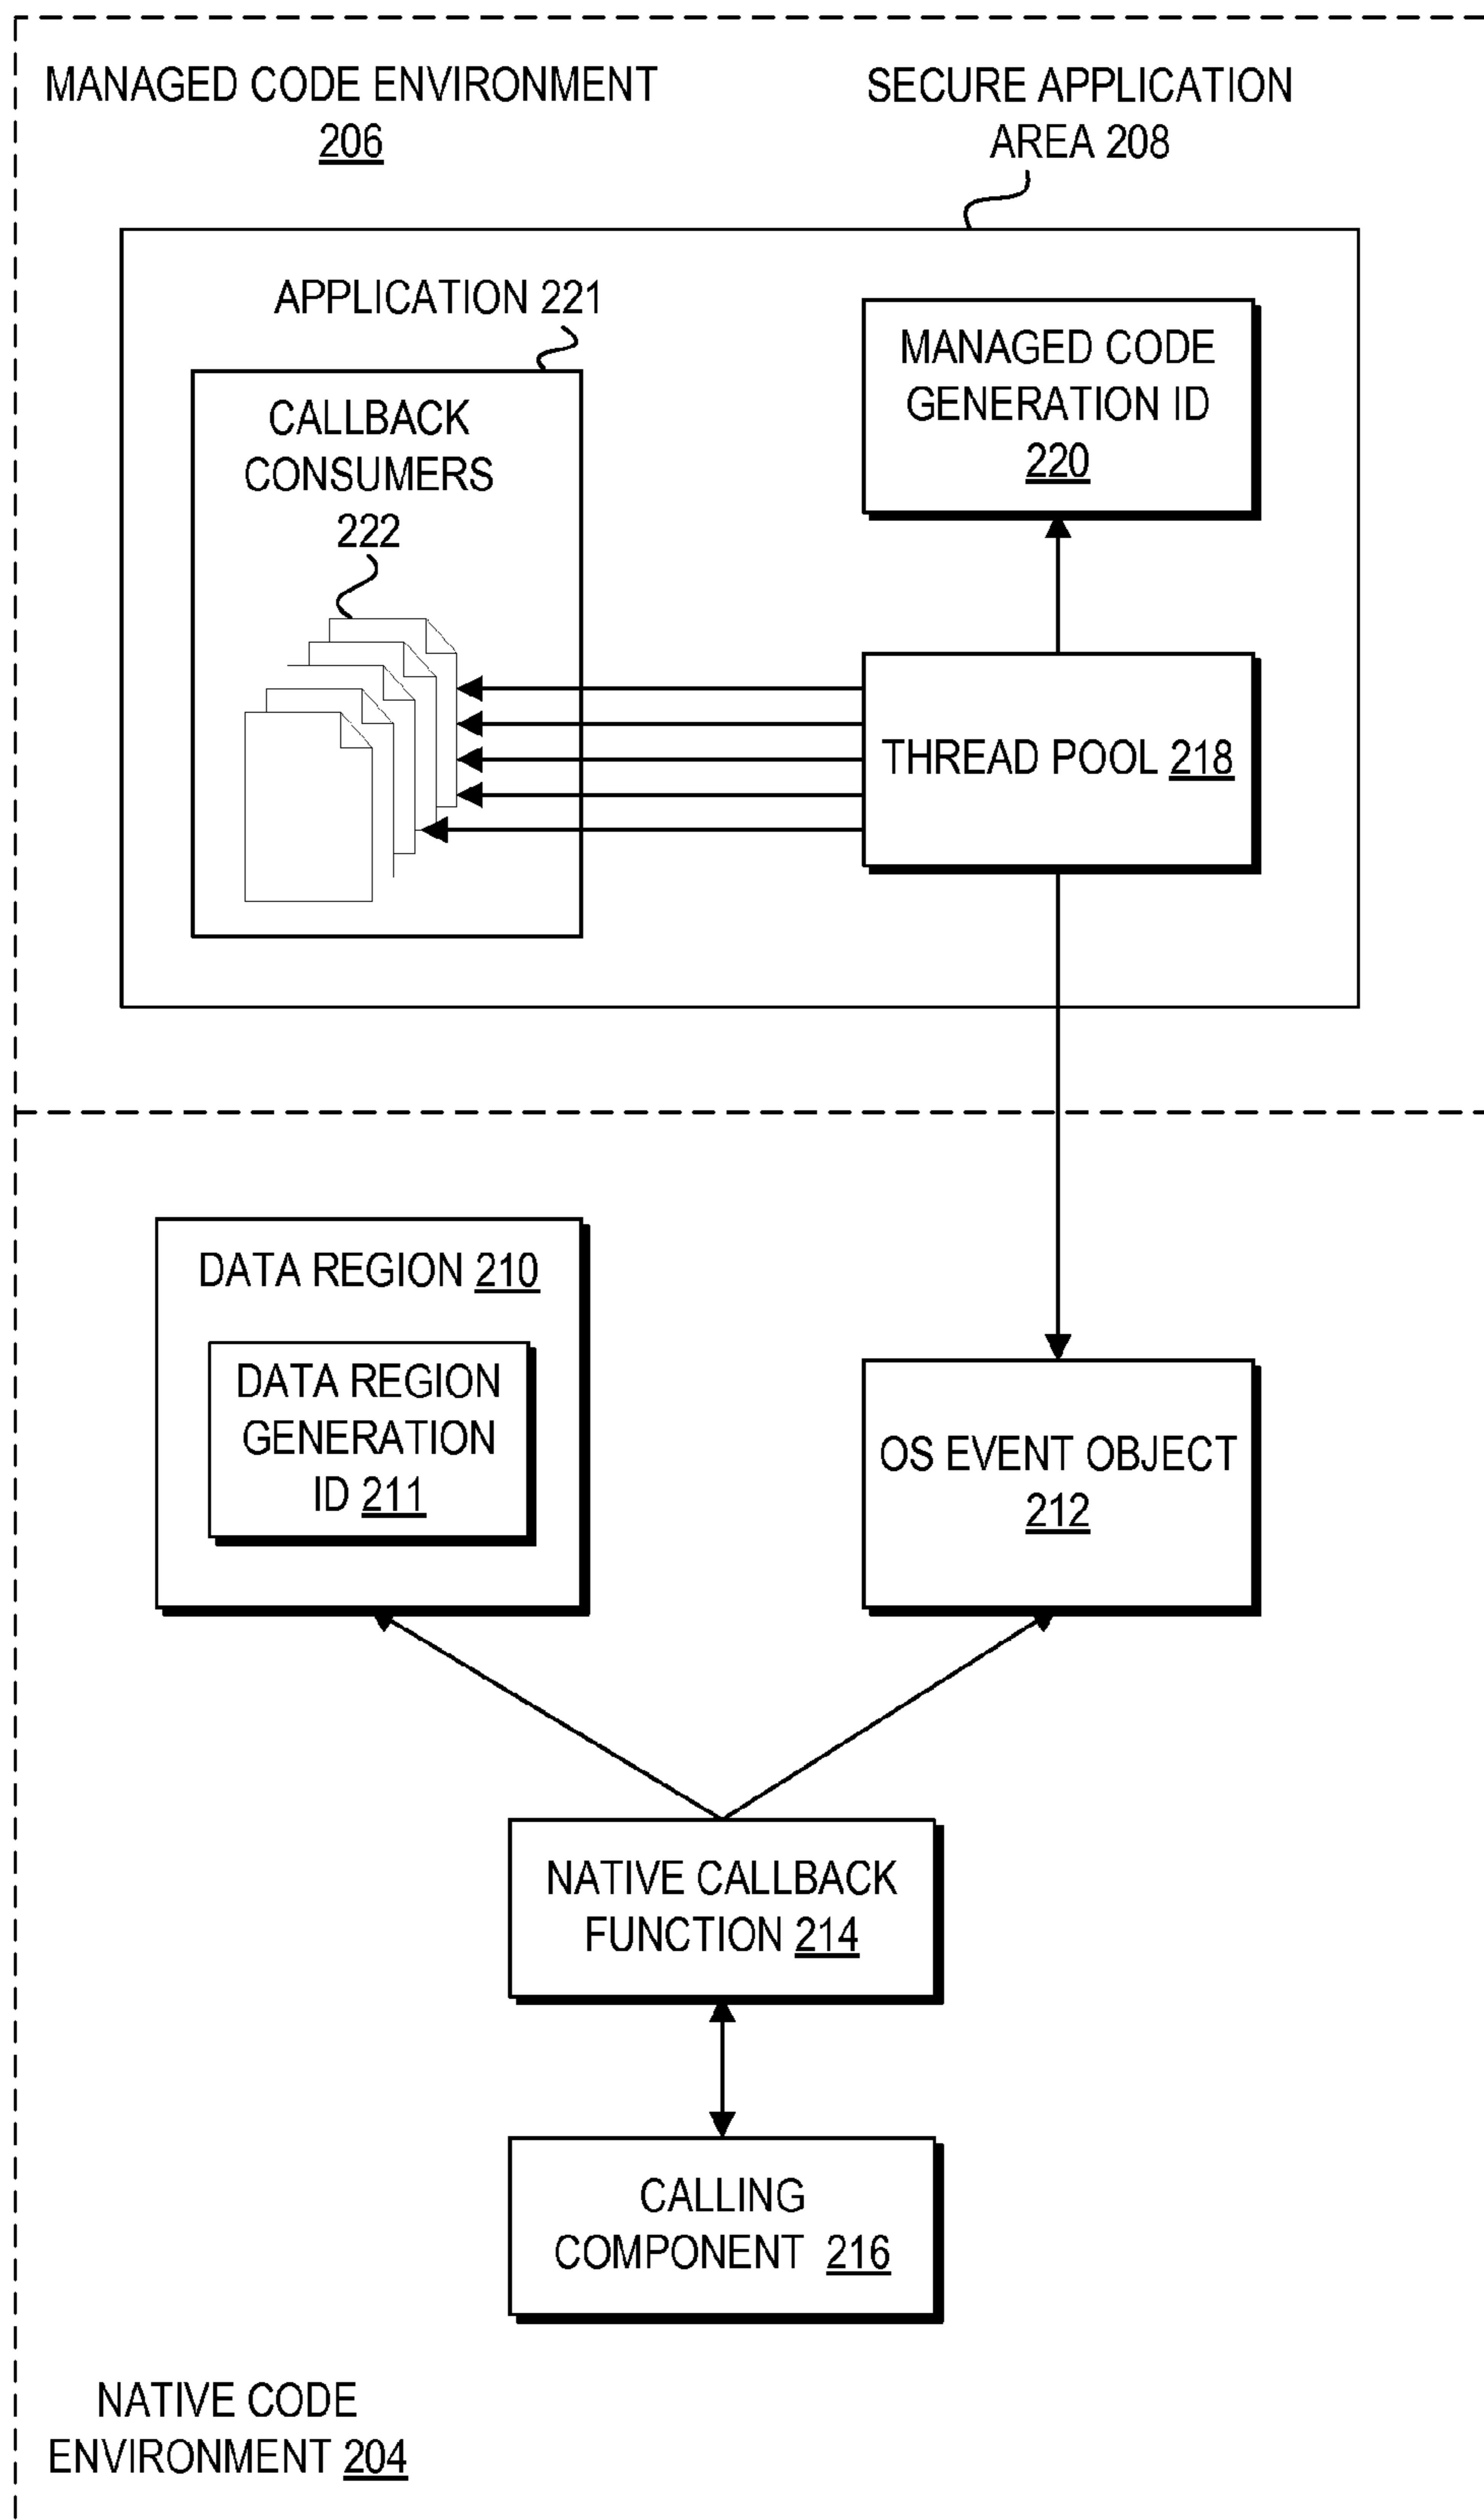 MANAGED CODE ENVIRONMENT
206
SECURE APPLICATION
AREA 208
APPLICATION 221
CALLBACK
CONSUMERS
222
MANAGED CODE
GENERATION ID
220
THREAD POOL 218
DATA REGION 210
DATA REGION
GENERATION
ID 211
OS EVENT OBJECT
212
NATIVE CALLBACK
FUNCTION 214
CALLING
COMPONENT 216
NATIVE CODE
ENVIRONMENT 204